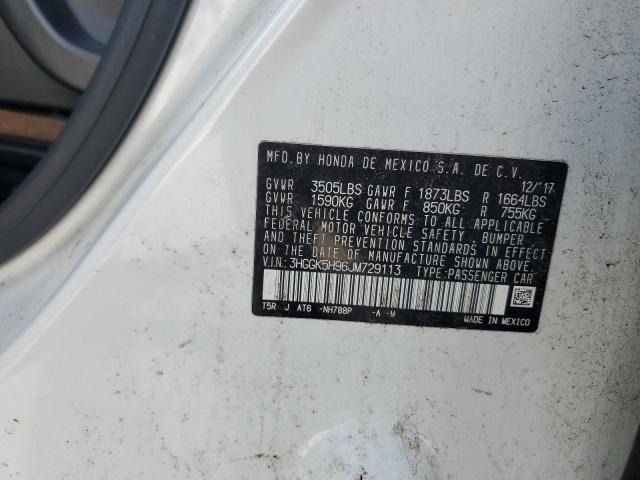 MFD. BY HONDA DE MEXICO S.A. DE C.V.
12/'17
GVWR 3505LBS GAWR F 1873LBS R 1664LBS
GVWR 1590KG GAWR F 850KG R 755KG
THIS VEHICLE CONFORMS TO ALL APPLICABLE
FEDERAL MOTOR VEHICLE SAFETY, BUMPER
AND THEFT PREVENTION STANDARDS IN EFFECT
ON THE DATE OF MANUFACTURE SHOWN ABOVE.
V.I.N.: 3HGGK5H96JM729113 TYPE: PASSENGER CAR
T5R J AT6 -NH788P -A -M MADE IN MEXICO